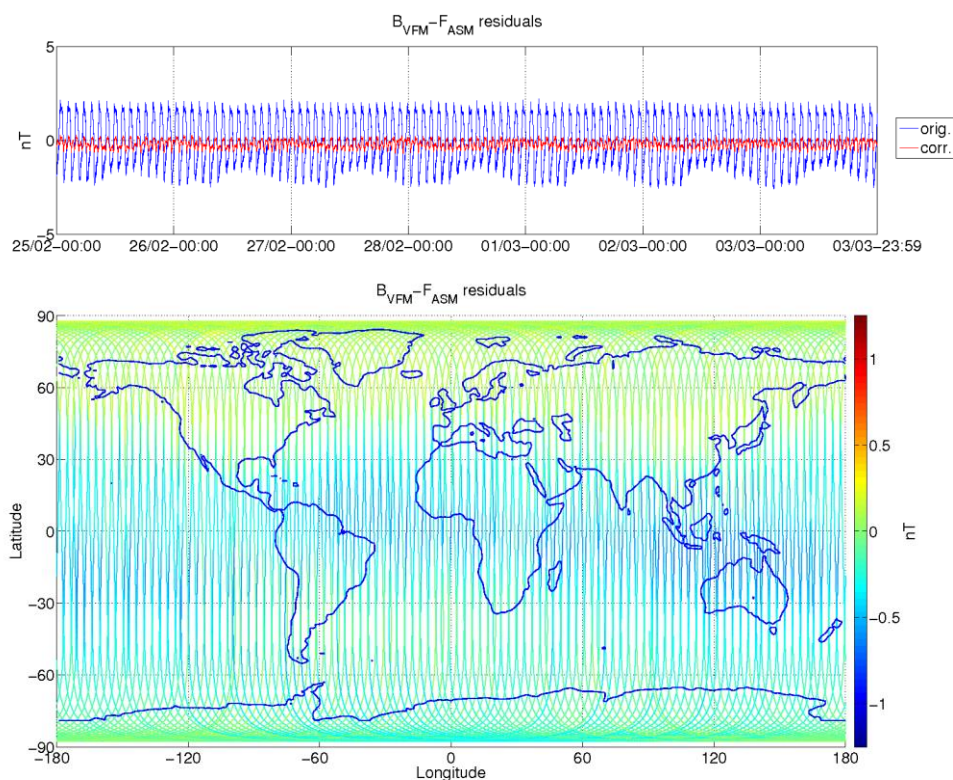 B_VFM−F_ASM residuals
5
0
−5
nT
orig.
corr.
25/02−00:00 26/02−00:00 27/02−00:00 28/02−00:00 01/03−00:00 02/03−00:00 03/03−00:00 03/03−23:59
B_VFM−F_ASM residuals
90
60
30
0
−30
−60
−90
Latitude
−180 −120 −60 0 60 120 180
Longitude
1
0.5
0
−0.5
−1
nT